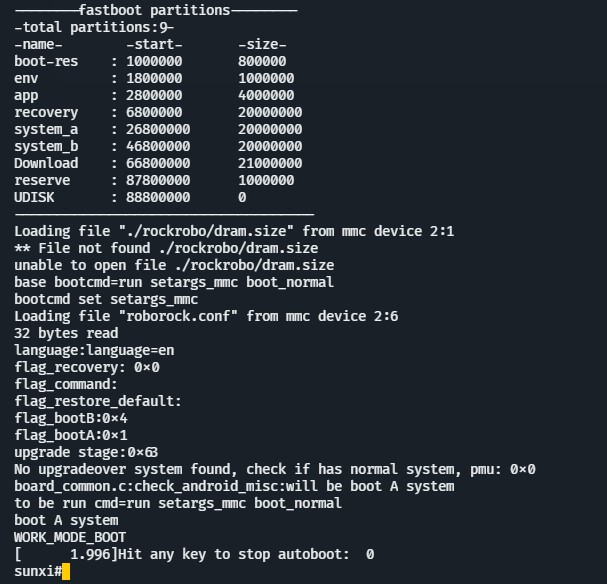 --------fastboot partitions--------
-total partitions:9-
-name-        -start-       -size-
boot-res    : 1000000      800000
env         : 1800000      1000000
app         : 2800000      4000000
recovery    : 6800000      20000000
system_a    : 26800000     20000000
system_b    : 46800000     20000000
Download    : 66800000     21000000
reserve     : 87800000     1000000
UDISK       : 88800000     0
-----------------------------------
Loading file "./rockrobo/dram.size" from mmc device 2:1
** File not found ./rockrobo/dram.size
unable to open file ./rockrobo/dram.size
base bootcmd=run setargs_mmc boot_normal
bootcmd set setargs_mmc
Loading file "roborock.conf" from mmc device 2:6
32 bytes read
language:language=en
flag_recovery: 0x0
flag_command:
flag_restore_default:
flag_bootB:0x4
flag_bootA:0x1
upgrade stage:0x63
No upgradeover system found, check if has normal system, pmu: 0x0
board_common.c:check_android_misc:will be boot A system
to be run cmd=run setargs_mmc boot_normal
boot A system
WORK_MODE_BOOT
[      1.996]Hit any key to stop autoboot:  0
sunxi#